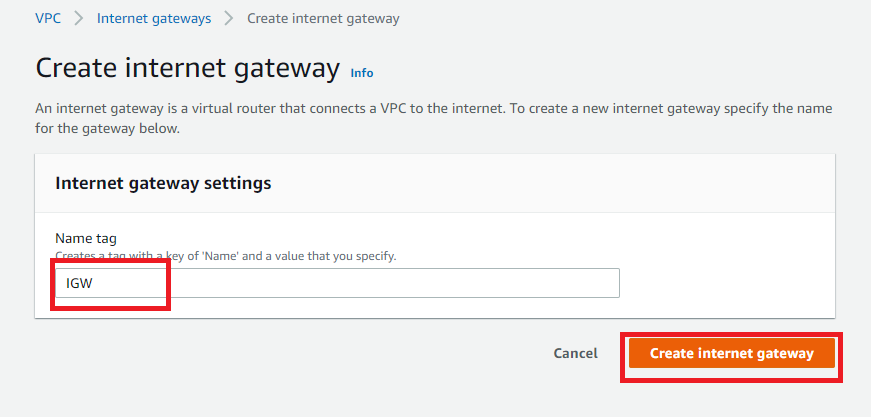 VPC > Internet gateways > Create internet gateway
Create internet gateway Info
An internet gateway is a virtual router that connects a VPC to the internet. To create a new internet gateway specify the name
for the gateway below.
Internet gateway settings
Name tag
Creates a tag with a key of 'Name' and a value that you specify.
IGW
Cancel Create internet gateway